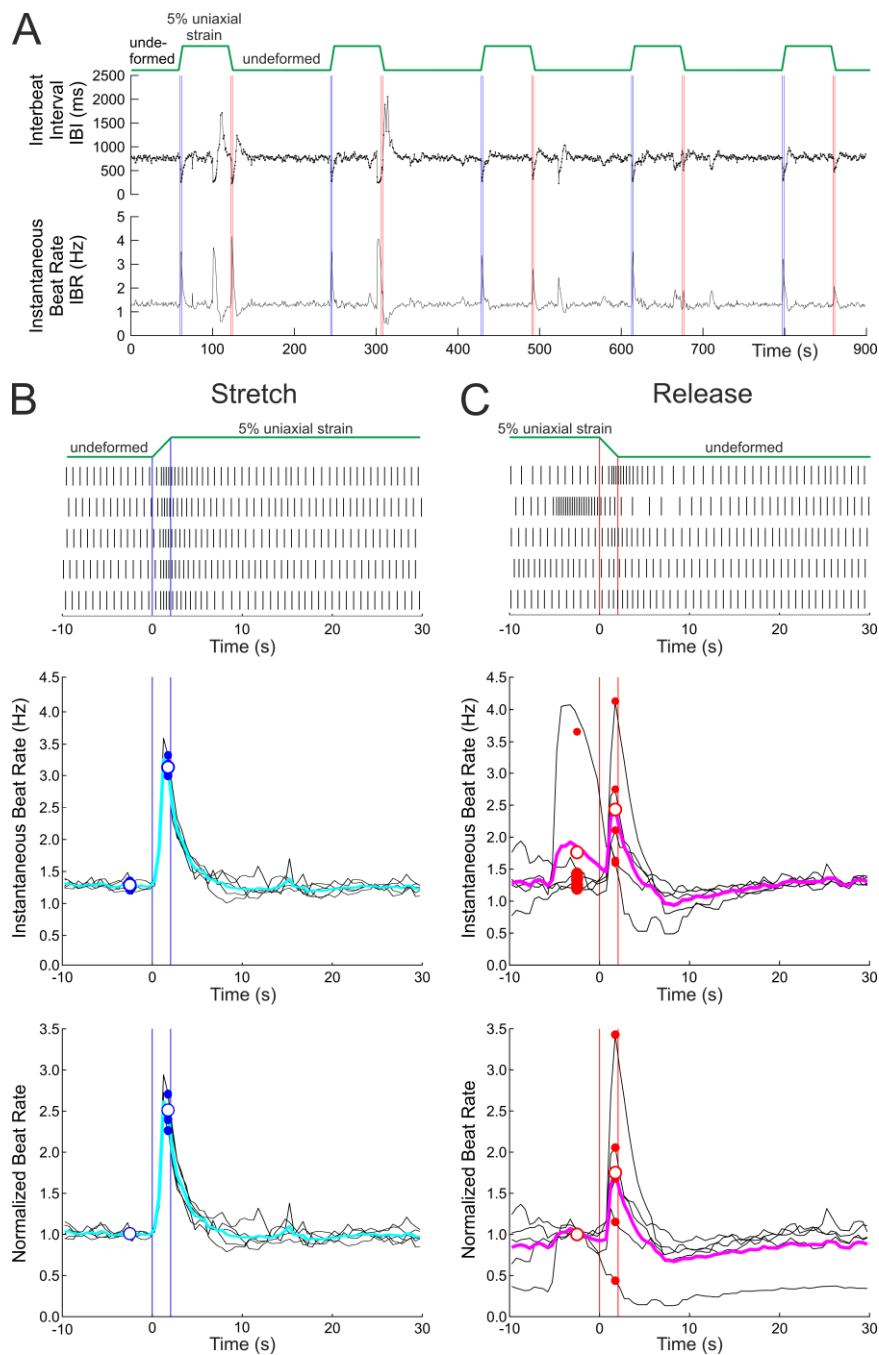 A
5% uniaxial
strain
unde-
formed
undeformed
Interbeat
Interval
IBI (ms)
2500
2000
1500
1000
500
0
Instantaneous
Beat Rate
IBR (Hz)
5
4
3
2
1
0
0 100 200 300 400 500 600 700 Time (s) 900
B Stretch
undeformed
5% uniaxial strain
-10 0 10 20 30
Time (s)
Instantaneous Beat Rate (Hz)
4.5
4.0
3.5
3.0
2.5
2.0
1.5
1.0
0.5
0.0
-10 0 10 20 30
Time (s)
Normalized Beat Rate
3.5
3.0
2.5
2.0
1.5
1.0
0.5
0.0
-10 0 10 20 30
Time (s)
C Release
5% uniaxial strain
undeformed
-10 0 10 20 30
Time (s)
Instantaneous Beat Rate (Hz)
4.5
4.0
3.5
3.0
2.5
2.0
1.5
1.0
0.5
0.0
-10 0 10 20 30
Time (s)
Normalized Beat Rate
3.5
3.0
2.5
2.0
1.5
1.0
0.5
0.0
-10 0 10 20 30
Time (s)